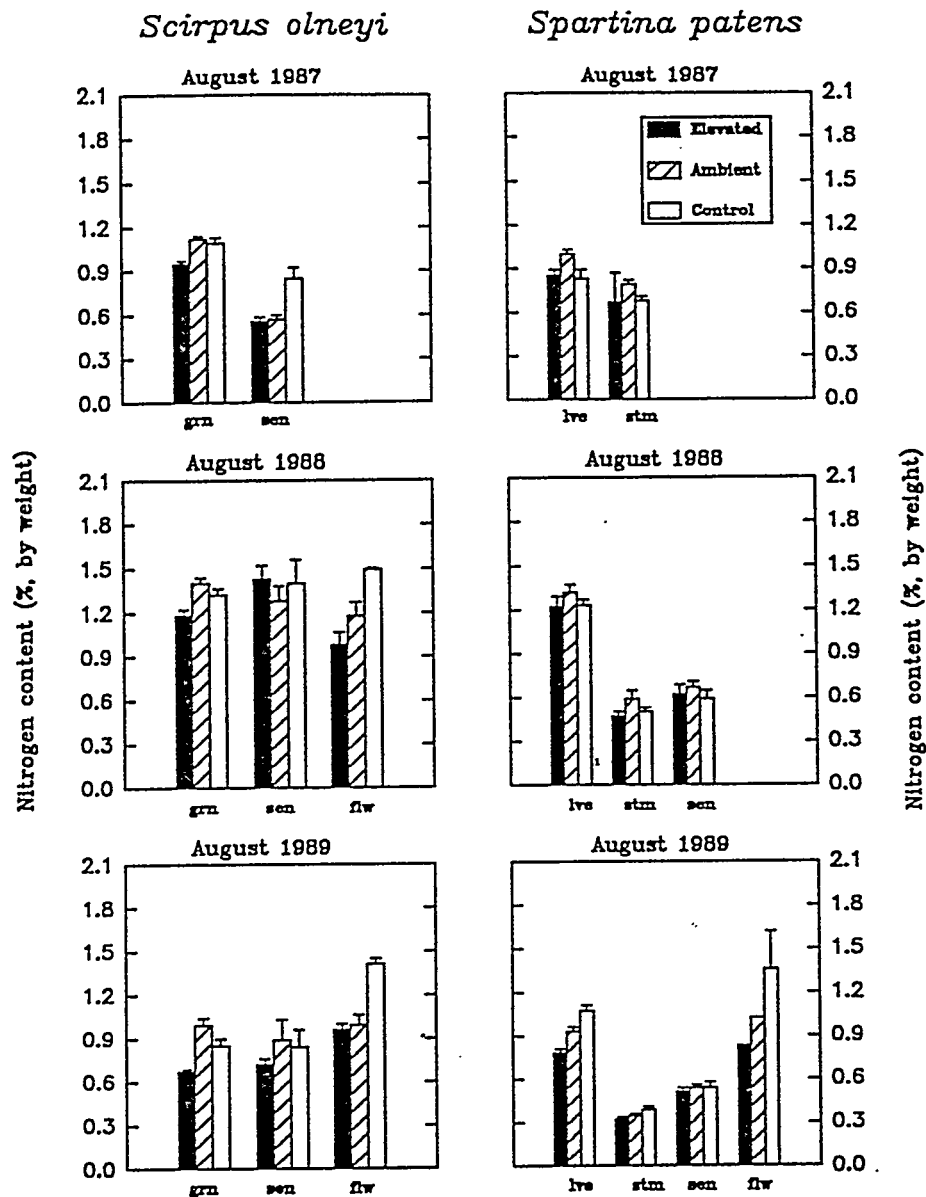 Scirpus olneyi
Spartina patens
August 1987
2.1
1.8
1.5
1.2
0.9
0.6
0.3
0.0
grn sen
August 1987
Elevated
Ambient
Control
2.1
1.8
1.5
1.2
0.9
0.6
0.3
0.0
lve stm
Nitrogen content (%, by weight)
August 1988
2.1
1.8
1.5
1.2
0.9
0.6
0.3
0.0
grn sen flw
August 1988
2.1
1.8
1.5
1.2
0.9
0.6
0.3
0.0
lve stm sen
Nitrogen content (%, by weight)
August 1989
2.1
1.8
1.5
1.2
0.9
0.6
0.3
0.0
grn sen flw
August 1989
2.1
1.8
1.5
1.2
0.9
0.6
0.3
0.0
lve stm sen flw